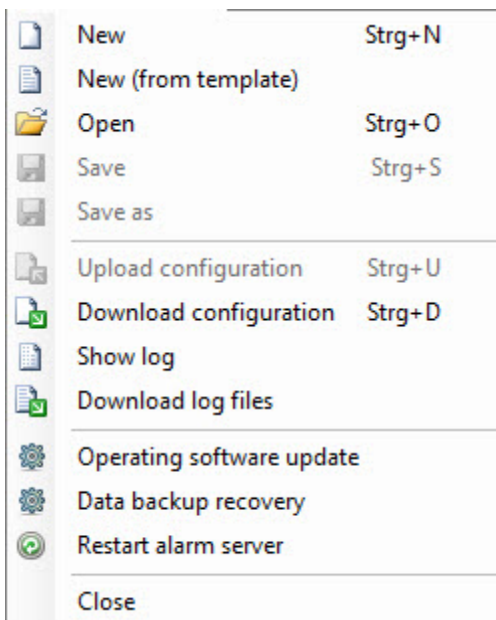 New Strg+N
New (from template)
Open Strg+O
Save Strg+S
Save as
Upload configuration Strg+U
Download configuration Strg+D
Show log
Download log files
Operating software update
Data backup recovery
Restart alarm server
Close